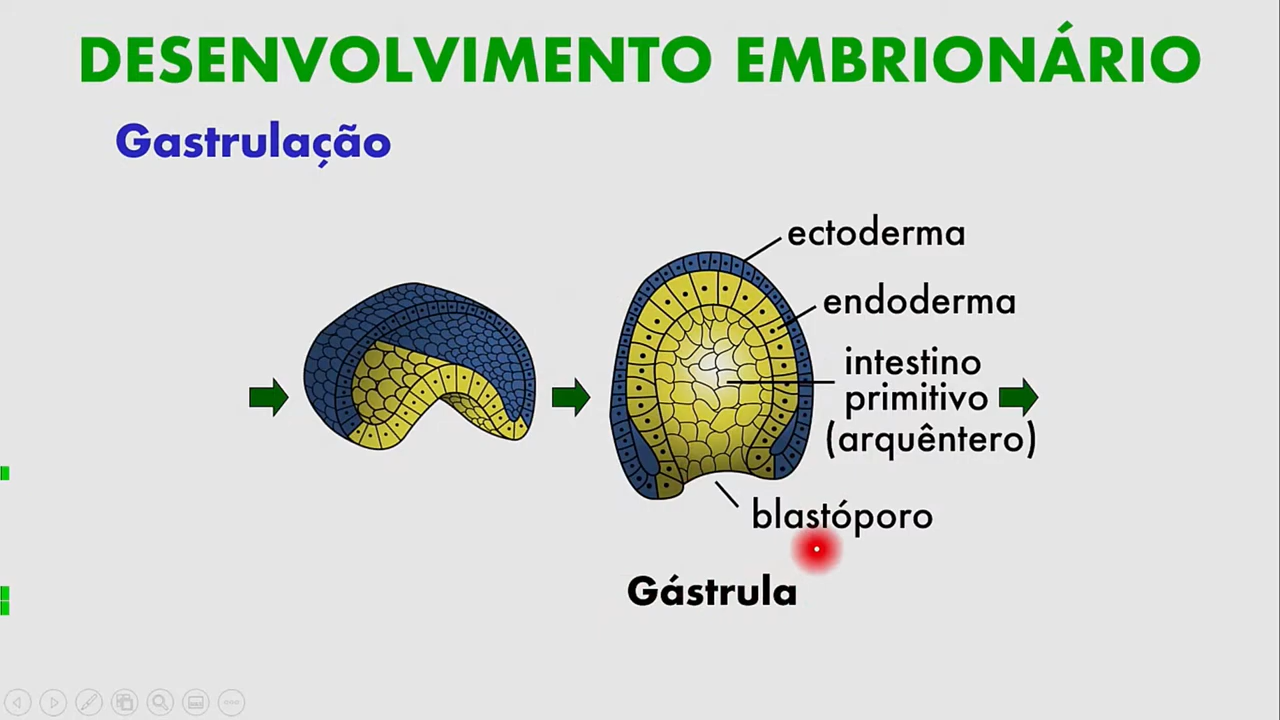 DESENVOLVIMENTO EMBRIONÁRIO
Gastrulação
ectoderma
endoderma
intestino
primitivo
(arquêntero)
blastóporo
Gástrula